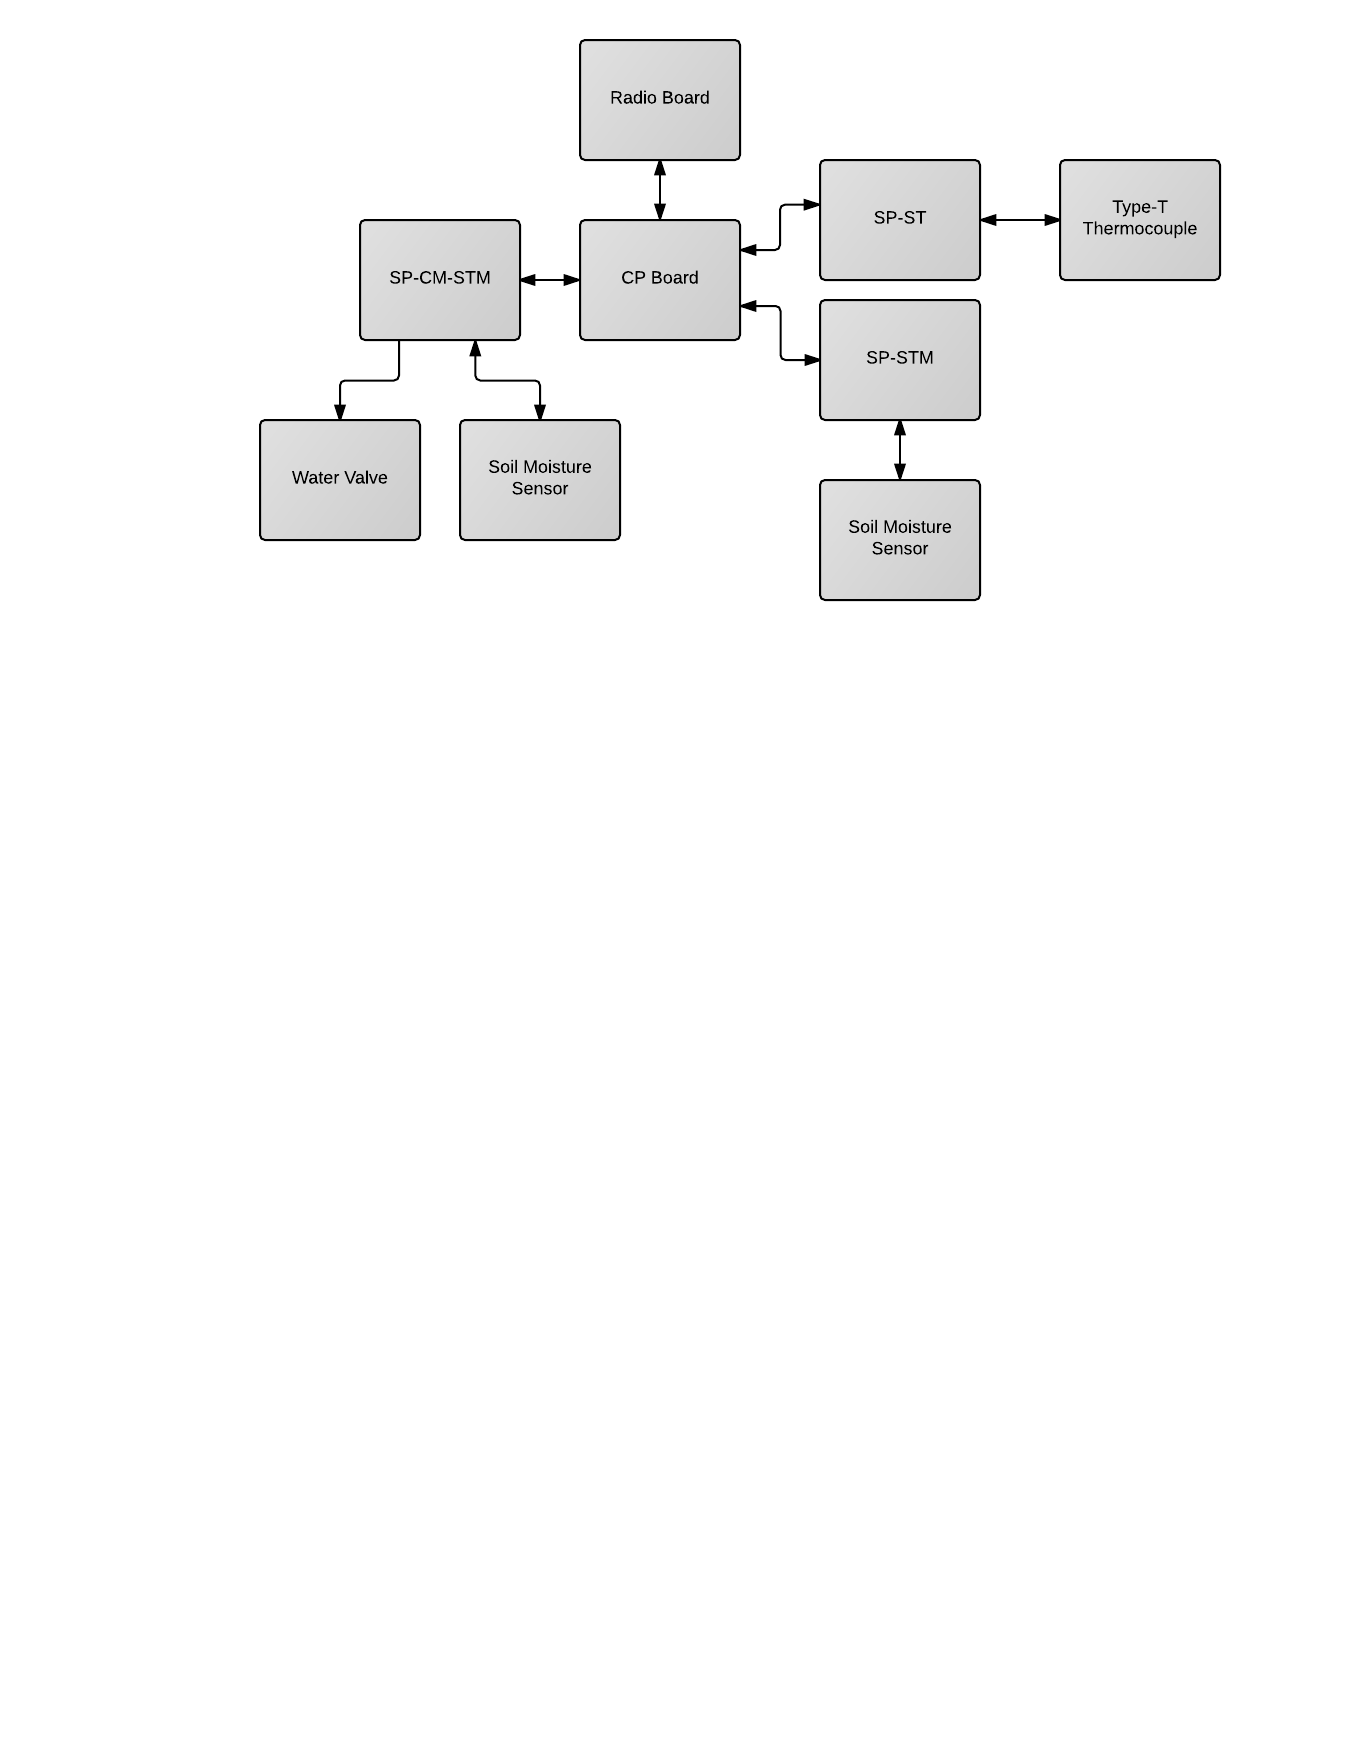 Radio Board
SP-ST
Type-T
Thermocouple
SP-CM-STM
CP Board
SP-STM
Water Valve
Soil Moisture
Sensor
Soil Moisture
Sensor